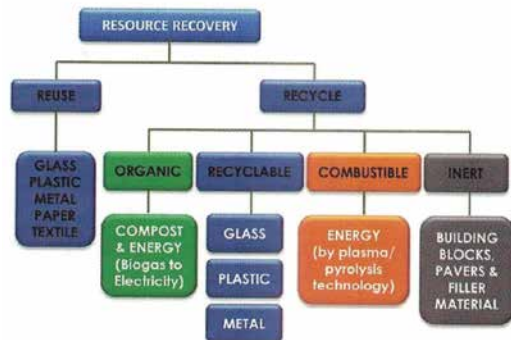 RESOURCE RECOVERY
REUSE
RECYCLE
GLASS
PLASTIC
METAL
PAPER
TEXTILE
ORGANIC
RECYCLABLE
COMBUSTIBLE
INERT
COMPOST
& ENERGY
(Biogas to
Electricity)
GLASS
PLASTIC
METAL
ENERGY
(by plasma/
pyrolysis
technology)
BUILDING
BLOCKS,
PAVERS &
FILLER
MATERIAL